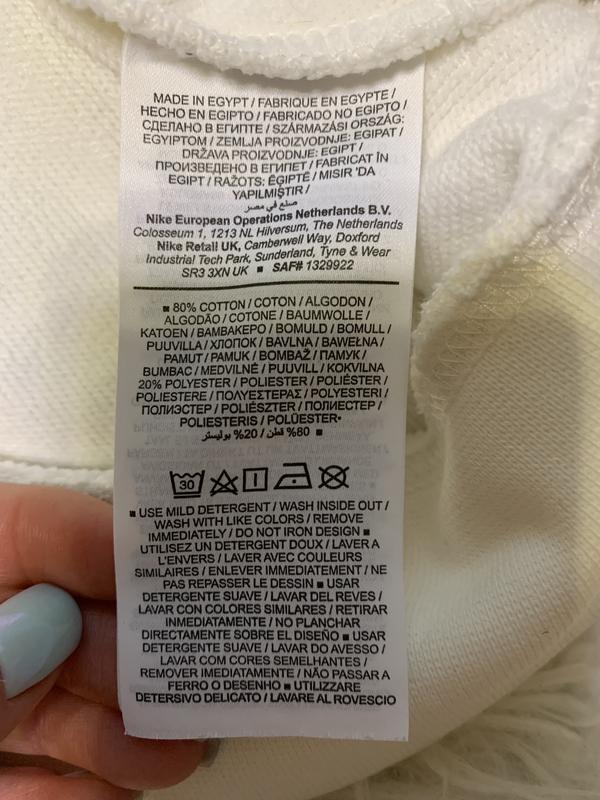 MADE IN EGYPT / FABRIQUE EN EGYPTE /
HECHO EN EGIPTO / FABRICADO NO EGIPTO /
СДЕЛАНО В ЕГИПТЕ / SZÁRMAZÁSI ORSZÁG:
EGYIPTOM / ZEMLJA PROIZVODNJE: EGIPAT /
DRŽAVA PROIZVODNJE: EGIPT /
ПРОИЗВЕДЕНО В ЕГИПЕТ / FABRICAT ÎN
EGIPT / RAŽOTS: ĒĢIPTĒ / MISIR 'DA
YAPILMIŞTIR /
صنع في مصر
Nike European Operations Netherlands B.V.
Colosseum 1, 1213 NL Hilversum, The Netherlands
Nike Retail UK, Camberwell Way, Doxford
Industrial Tech Park, Sunderland, Tyne & Wear
SR3 3XN UK ■ SAF# 1329922
■ 80% COTTON / COTON / ALGODON /
ALGODÃO / COTONE / BAUMWOLLE /
KATOEN / ΒΑΜΒΑΚΕΡΟ / BOMULD / BOMULL /
PUUVILLA / ХЛОПОК / BAVLNA / BAWEŁNA /
PAMUT / PAMUK / BOMBAŽ / ПАМУК /
BUMBAC / MEDVILNĖ / PUUVILL / KOKVILNA
20% POLYESTER / POLIESTER / POLIÉSTER /
POLIESTERE / ΠΟΛΥΕΣΤΕΡΑΣ / POLYESTERI /
ПОЛИЭСТЕР / POLIÉSZTER / ПОЛИЕСТЕР /
POLIESTERIS / POLÜESTER▪
80% قطن / 20% بوليستر ■
30
■ USE MILD DETERGENT / WASH INSIDE OUT /
WASH WITH LIKE COLORS / REMOVE
IMMEDIATELY / DO NOT IRON DESIGN ■
UTILISEZ UN DETERGENT DOUX / LAVER A
L'ENVERS / LAVER AVEC COULEURS
SIMILAIRES / ENLEVER IMMEDIATEMENT / NE
PAS REPASSER LE DESSIN ■ USAR
DETERGENTE SUAVE / LAVAR DEL REVES /
LAVAR CON COLORES SIMILARES / RETIRAR
INMEDIATAMENTE / NO PLANCHAR
DIRECTAMENTE SOBRE EL DISEÑO ■ USAR
DETERGENTE SUAVE / LAVAR DO AVESSO /
LAVAR COM CORES SEMELHANTES /
REMOVER IMEDIATAMENTE / NÃO PASSAR A
FERRO O DESENHO ■ UTILIZZARE
DETERSIVO DELICATO / LAVARE AL ROVESCIO